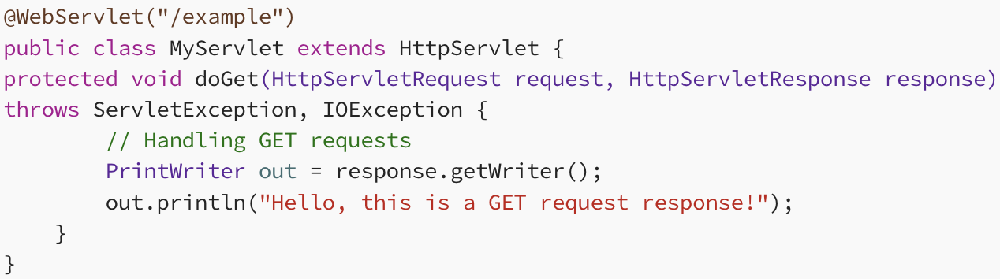 @WebServlet("/example")
public class MyServlet extends HttpServlet {
protected void doGet(HttpServletRequest request, HttpServletResponse response)
throws ServletException, IOException {
        // Handling GET requests
        PrintWriter out = response.getWriter();
        out.println("Hello, this is a GET request response!");
    }
}